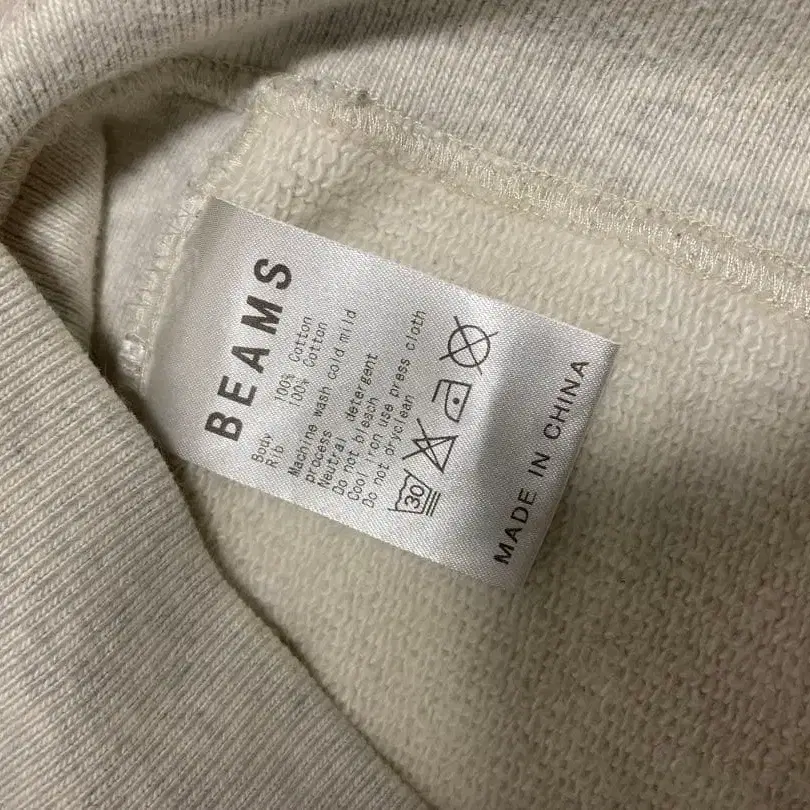 BEAMS
Body 100% Cotton
Rib 100% Cotton
Machine wash cold mild
process
Neutral detergent
Do not bleach
Cool iron use press cloth
Do not dryclean
30
MADE IN CHINA